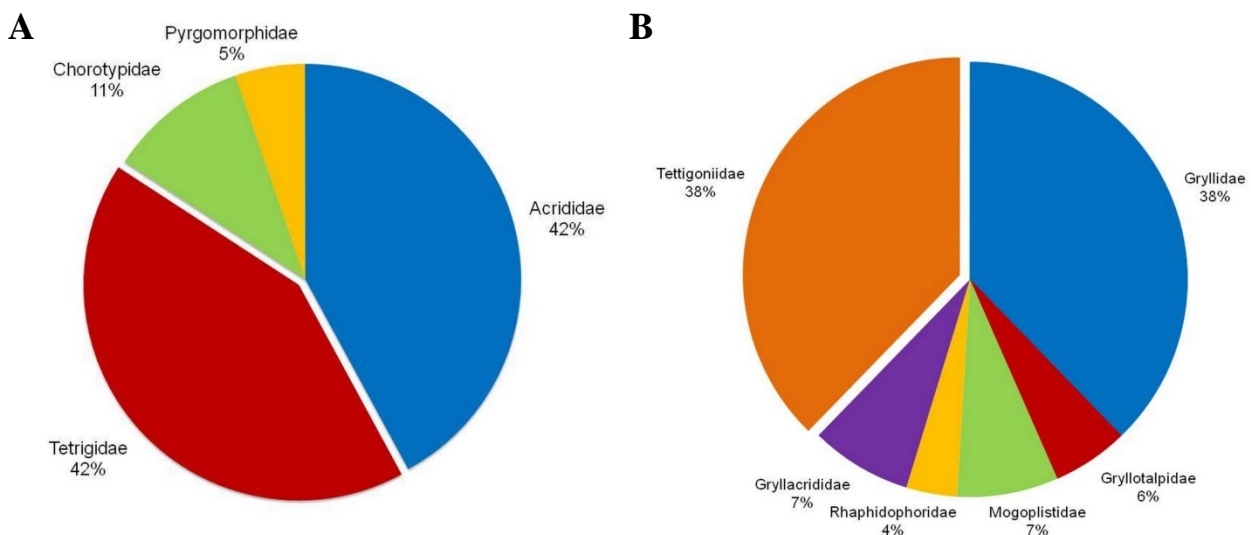 A
Pyrgomorphidae
5%
Chorotypidae
11%
Acrididae
42%
Tetrigidae
42%
B
Tettigoniidae
38%
Gryllidae
38%
Gryllotalpidae
6%
Mogoplistidae
7%
Rhaphidophoridae
4%
Gryllacrididae
7%